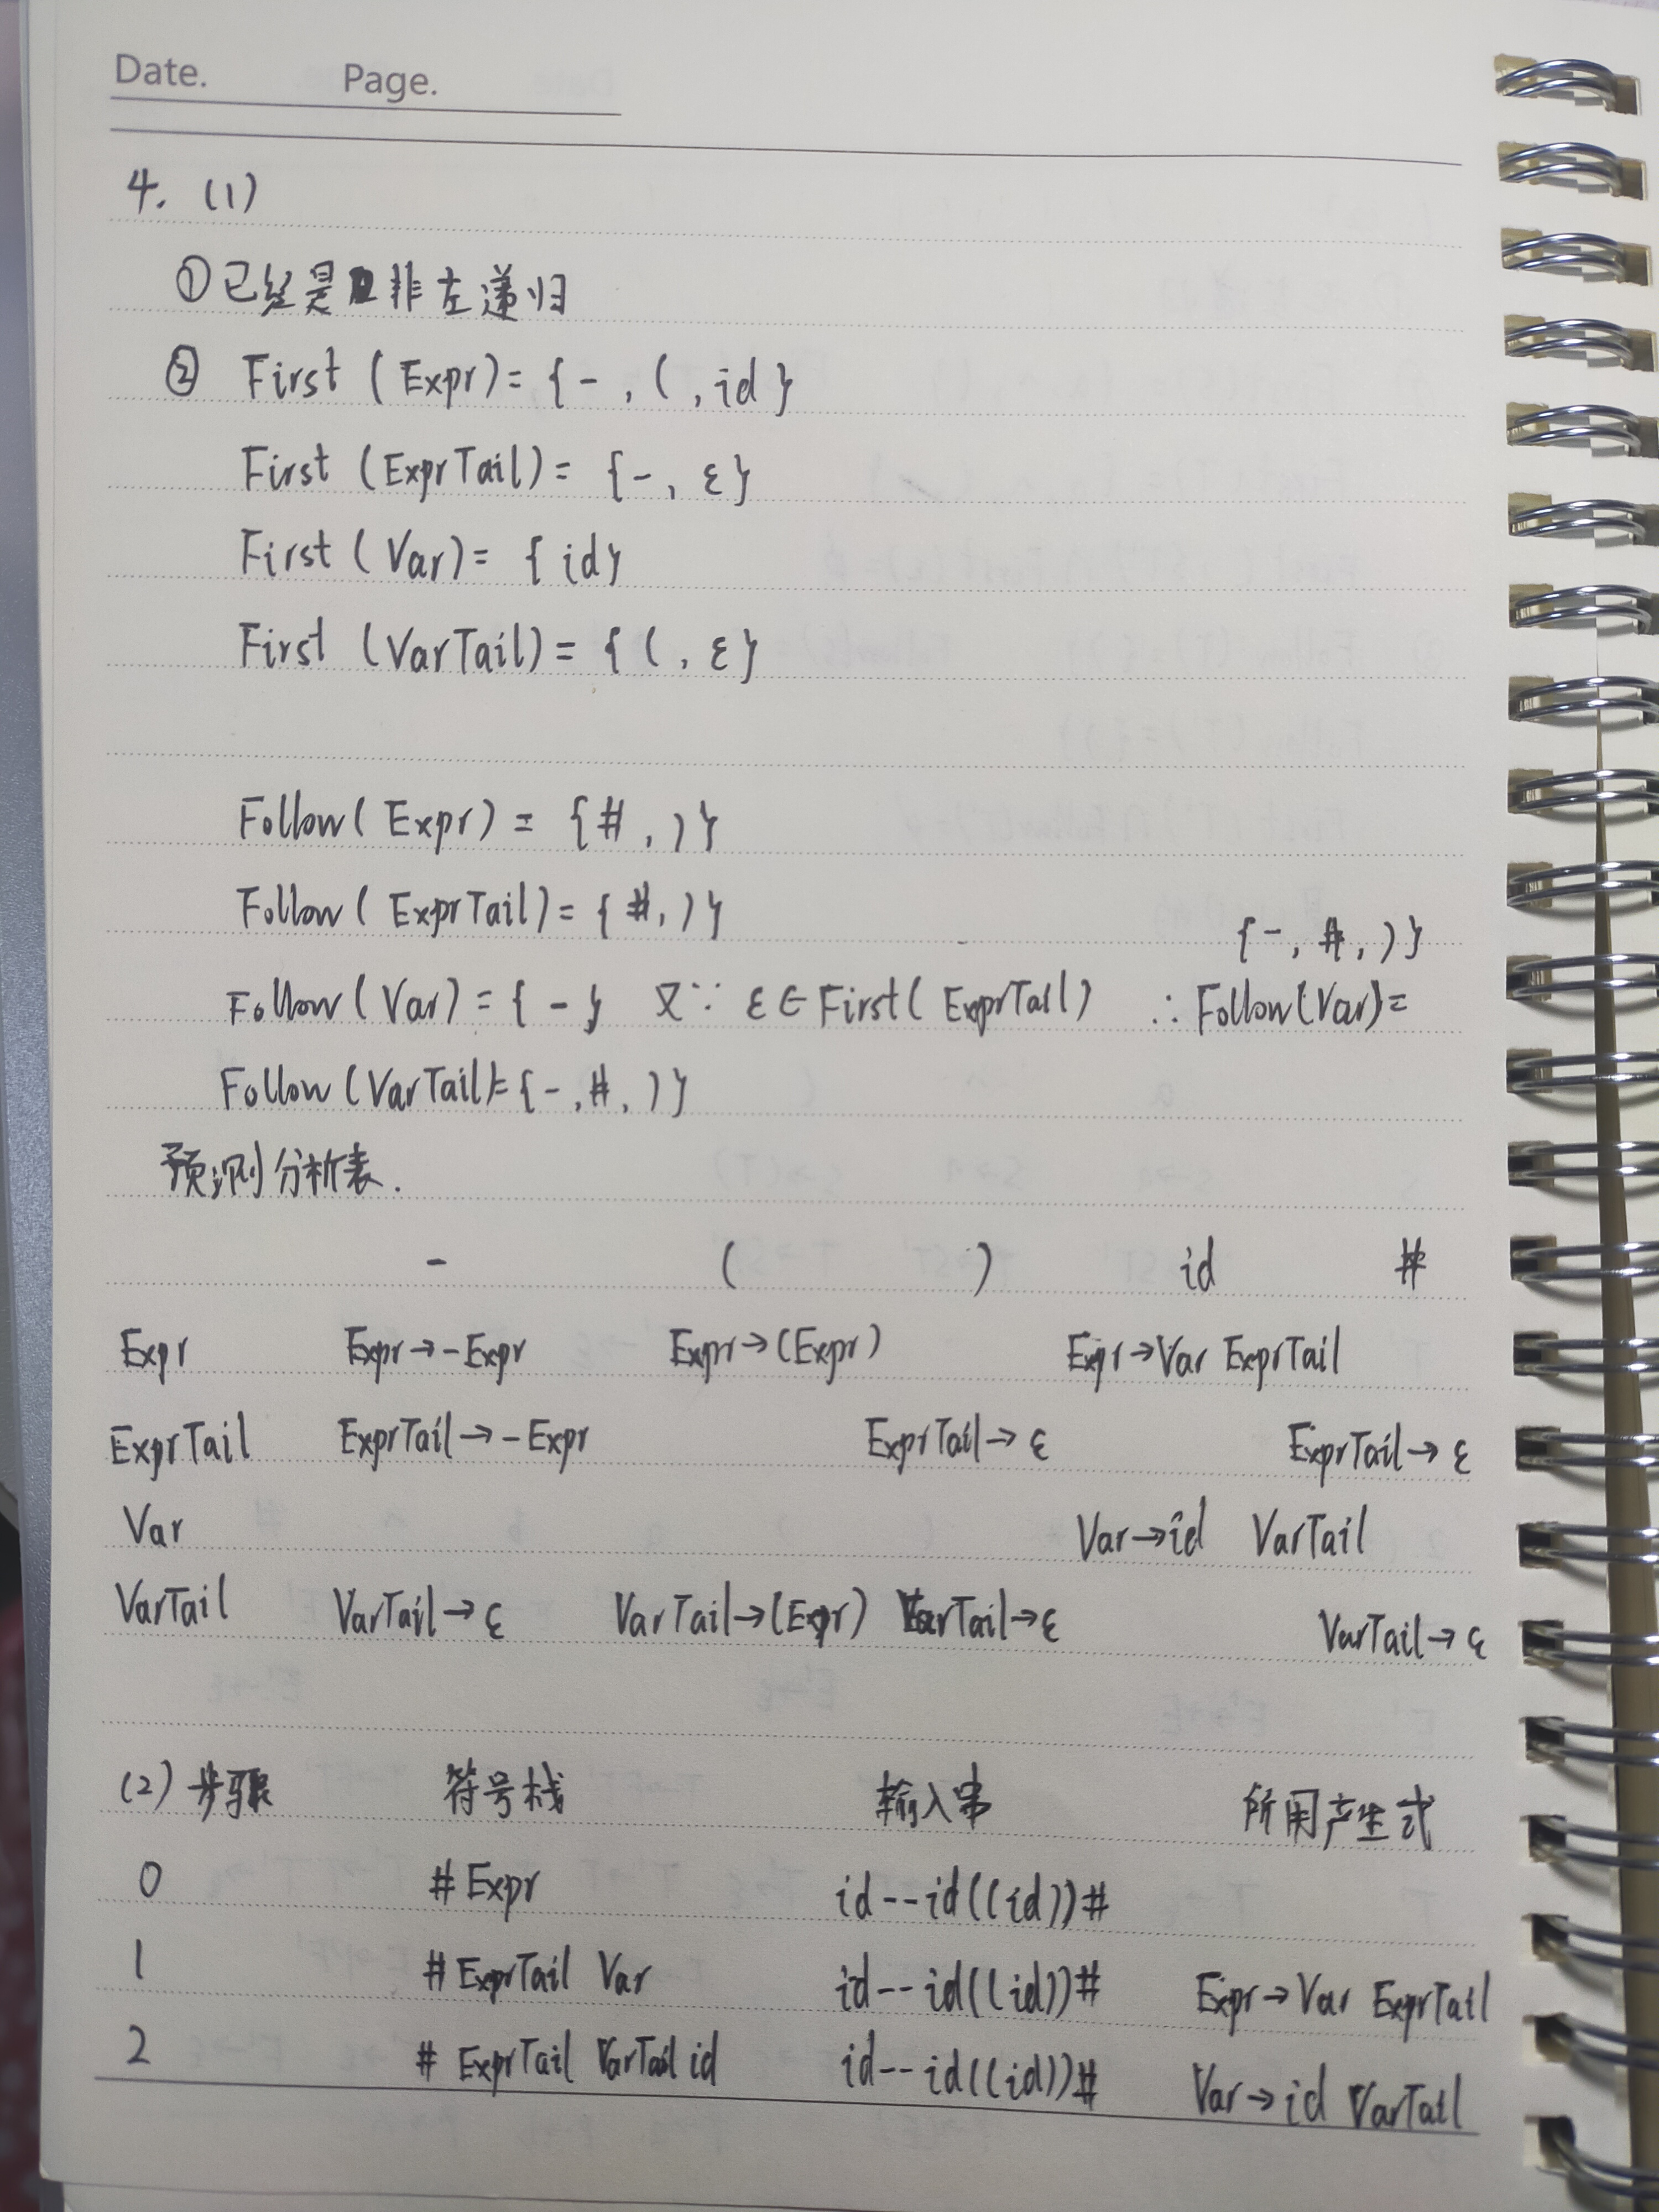 Date. Page.
4. (1)
①已经是非左递归
② First (Expr)= {-, (, id}
First (ExprTail)= {-, ε}
First (Var)= {id}
First (VarTail)= {(, ε}
Follow(Expr) = {#, )}
Follow(ExprTail)= {#, )}
{-, #, )}
Follow(Var)= {-} 又∵ ε∈First(ExprTail) ∴Follow(Var)=
Follow(VarTail)={-, #, )}
预测分析表.
- ( ) id #
Expr Expr→-Expr Expr→(Expr) Expr→Var ExprTail
ExprTail ExprTail→-Expr ExprTail→ε ExprTail→ε
Var Var→id VarTail
VarTail VarTail→ε VarTail→(Expr) VarTail→ε VarTail→ε
(2)步骤 符号栈 输入串 所用产生式
0 #Expr id--id((id))#
1 #ExprTail Var id--id((id))# Expr→Var ExprTail
2 #ExprTail VarTail id id--id((id))# Var→id VarTail